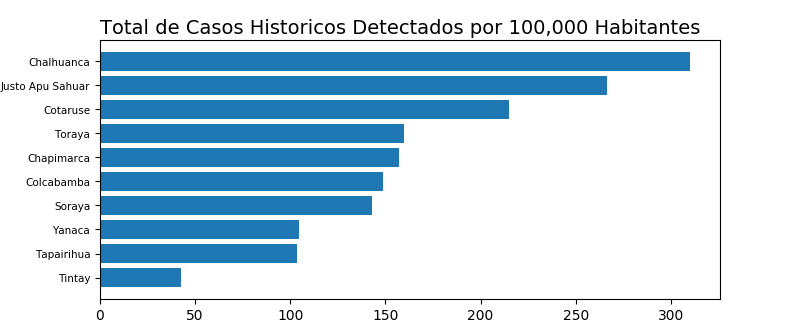 Total de Casos Historicos Detectados por 100,000 Habitantes
Chalhuanca
Justo Apu Sahuar
Cotaruse
Toraya
Chapimarca
Colcabamba
Soraya
Yanaca
Tapairihua
Tintay
0 50 100 150 200 250 300